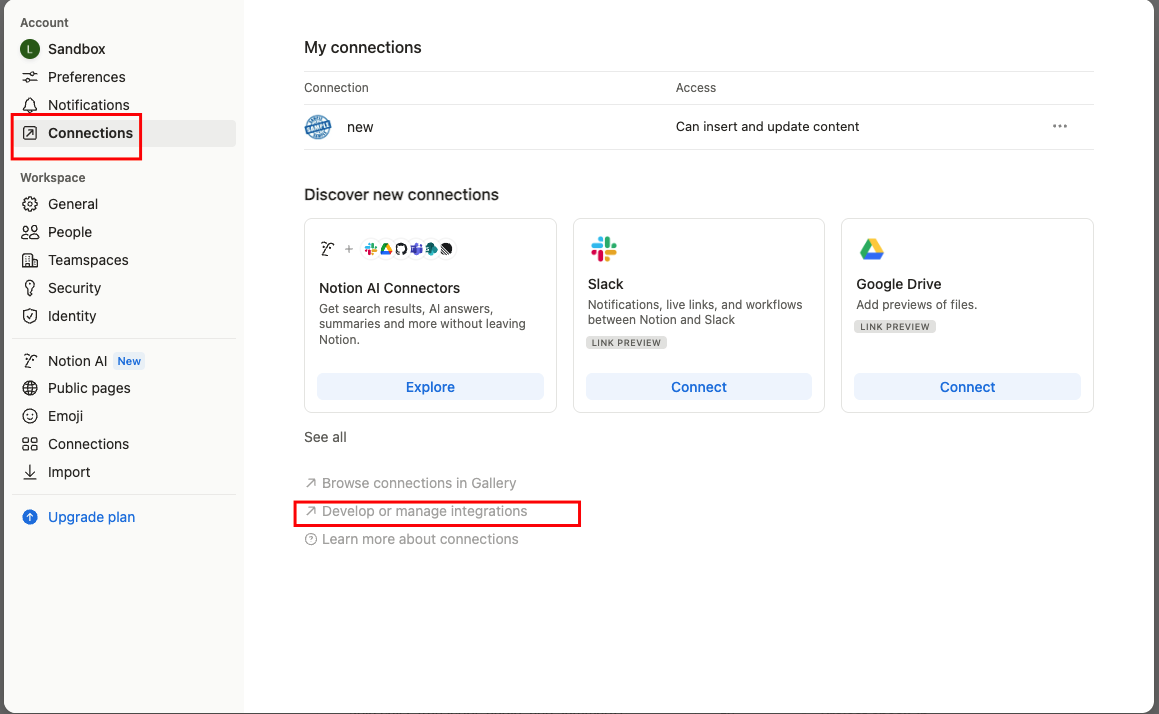 Account
L Sandbox
Preferences
Notifications
Connections
Workspace
General
People
Teamspaces
Security
Identity
Notion AI New
Public pages
Emoji
Connections
Import
Upgrade plan
My connections
Connection Access
SAMPLE new Can insert and update content
Discover new connections
Notion AI Connectors
Get search results, AI answers,
summaries and more without leaving
Notion.
Explore
Slack
Notifications, live links, and workflows
between Notion and Slack
LINK PREVIEW
Connect
Google Drive
Add previews of files.
LINK PREVIEW
Connect
See all
Browse connections in Gallery
Develop or manage integrations
Learn more about connections